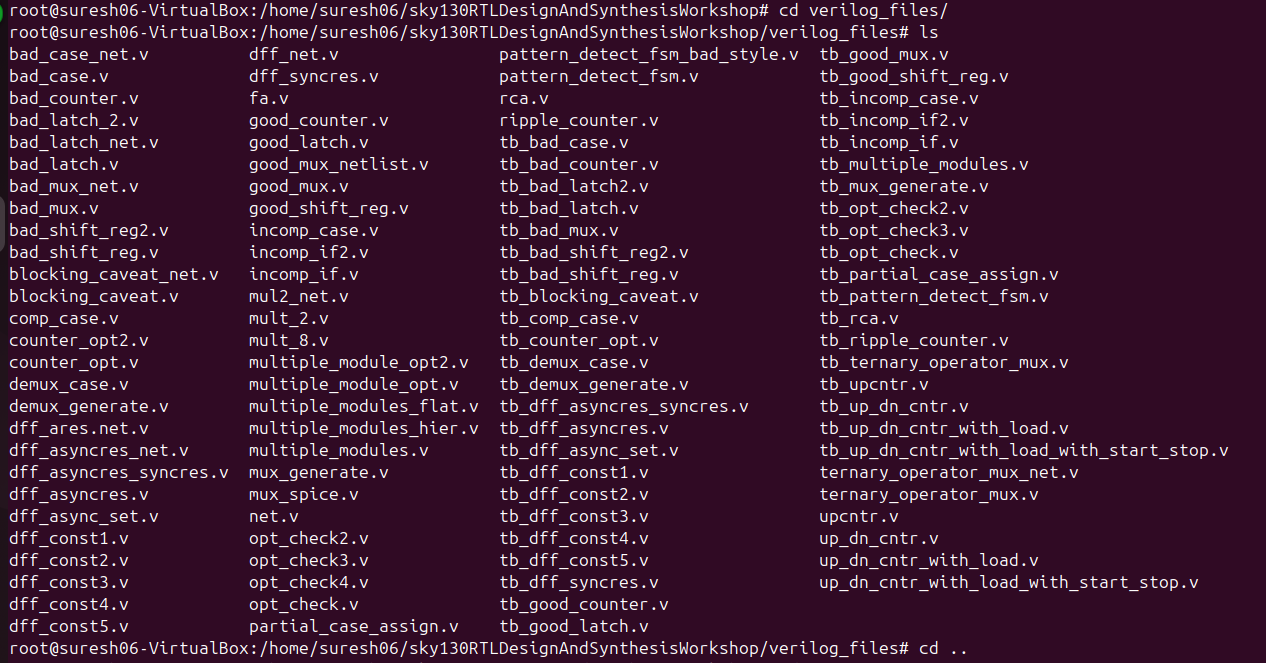 root@suresh06-VirtualBox:/home/suresh06/sky130RTLDesignAndSynthesisWorkshop# cd verilog_files/
root@suresh06-VirtualBox:/home/suresh06/sky130RTLDesignAndSynthesisWorkshop/verilog_files# ls
bad_case_net.v dff_net.v pattern_detect_fsm_bad_style.v tb_good_mux.v
bad_case.v dff_syncres.v pattern_detect_fsm.v tb_good_shift_reg.v
bad_counter.v fa.v rca.v tb_incomp_case.v
bad_latch_2.v good_counter.v ripple_counter.v tb_incomp_if2.v
bad_latch_net.v good_latch.v tb_bad_case.v tb_incomp_if.v
bad_latch.v good_mux_netlist.v tb_bad_counter.v tb_multiple_modules.v
bad_mux_net.v good_mux.v tb_bad_latch2.v tb_mux_generate.v
bad_mux.v good_shift_reg.v tb_bad_latch.v tb_opt_check2.v
bad_shift_reg2.v incomp_case.v tb_bad_mux.v tb_opt_check3.v
bad_shift_reg.v incomp_if2.v tb_bad_shift_reg2.v tb_opt_check.v
blocking_caveat_net.v incomp_if.v tb_bad_shift_reg.v tb_partial_case_assign.v
blocking_caveat.v mul2_net.v tb_blocking_caveat.v tb_pattern_detect_fsm.v
comp_case.v mult_2.v tb_comp_case.v tb_rca.v
counter_opt2.v mult_8.v tb_counter_opt.v tb_ripple_counter.v
counter_opt.v multiple_module_opt2.v tb_demux_case.v tb_ternary_operator_mux.v
demux_case.v multiple_module_opt.v tb_demux_generate.v tb_upcntr.v
demux_generate.v multiple_modules_flat.v tb_dff_asyncres_syncres.v tb_up_dn_cntr.v
dff_ares.net.v multiple_modules_hier.v tb_dff_asyncres.v tb_up_dn_cntr_with_load.v
dff_asyncres_net.v multiple_modules.v tb_dff_async_set.v tb_up_dn_cntr_with_load_with_start_stop.v
dff_asyncres_syncres.v mux_generate.v tb_dff_const1.v ternary_operator_mux_net.v
dff_asyncres.v mux_spice.v tb_dff_const2.v ternary_operator_mux.v
dff_async_set.v net.v tb_dff_const3.v upcntr.v
dff_const1.v opt_check2.v tb_dff_const4.v up_dn_cntr.v
dff_const2.v opt_check3.v tb_dff_const5.v up_dn_cntr_with_load.v
dff_const3.v opt_check4.v tb_dff_syncres.v up_dn_cntr_with_load_with_start_stop.v
dff_const4.v opt_check.v tb_good_counter.v
dff_const5.v partial_case_assign.v tb_good_latch.v
root@suresh06-VirtualBox:/home/suresh06/sky130RTLDesignAndSynthesisWorkshop/verilog_files# cd ..